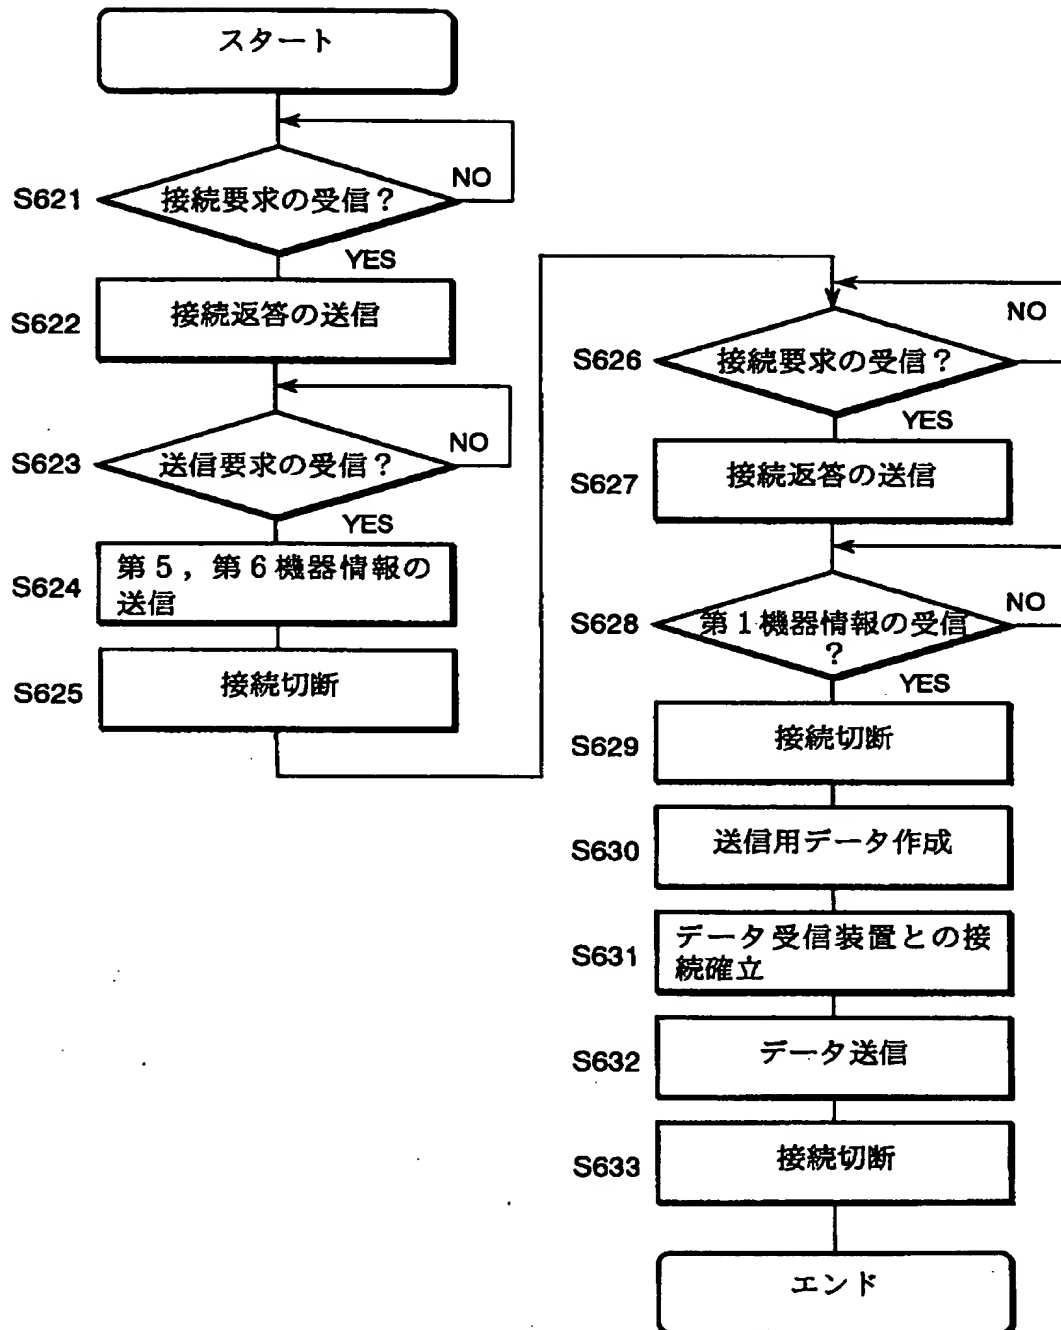 スタート
S621
接続要求の受信？
NO
YES
S622
接続返答の送信
S623
送信要求の受信？
NO
YES
S624
第５，第６機器情報の
送信
S625
接続切断
S626
接続要求の受信？
NO
YES
S627
接続返答の送信
S628
第１機器情報の受信
？
NO
YES
S629
接続切断
S630
送信用データ作成
S631
データ受信装置との接
続確立
S632
データ送信
S633
接続切断
エンド